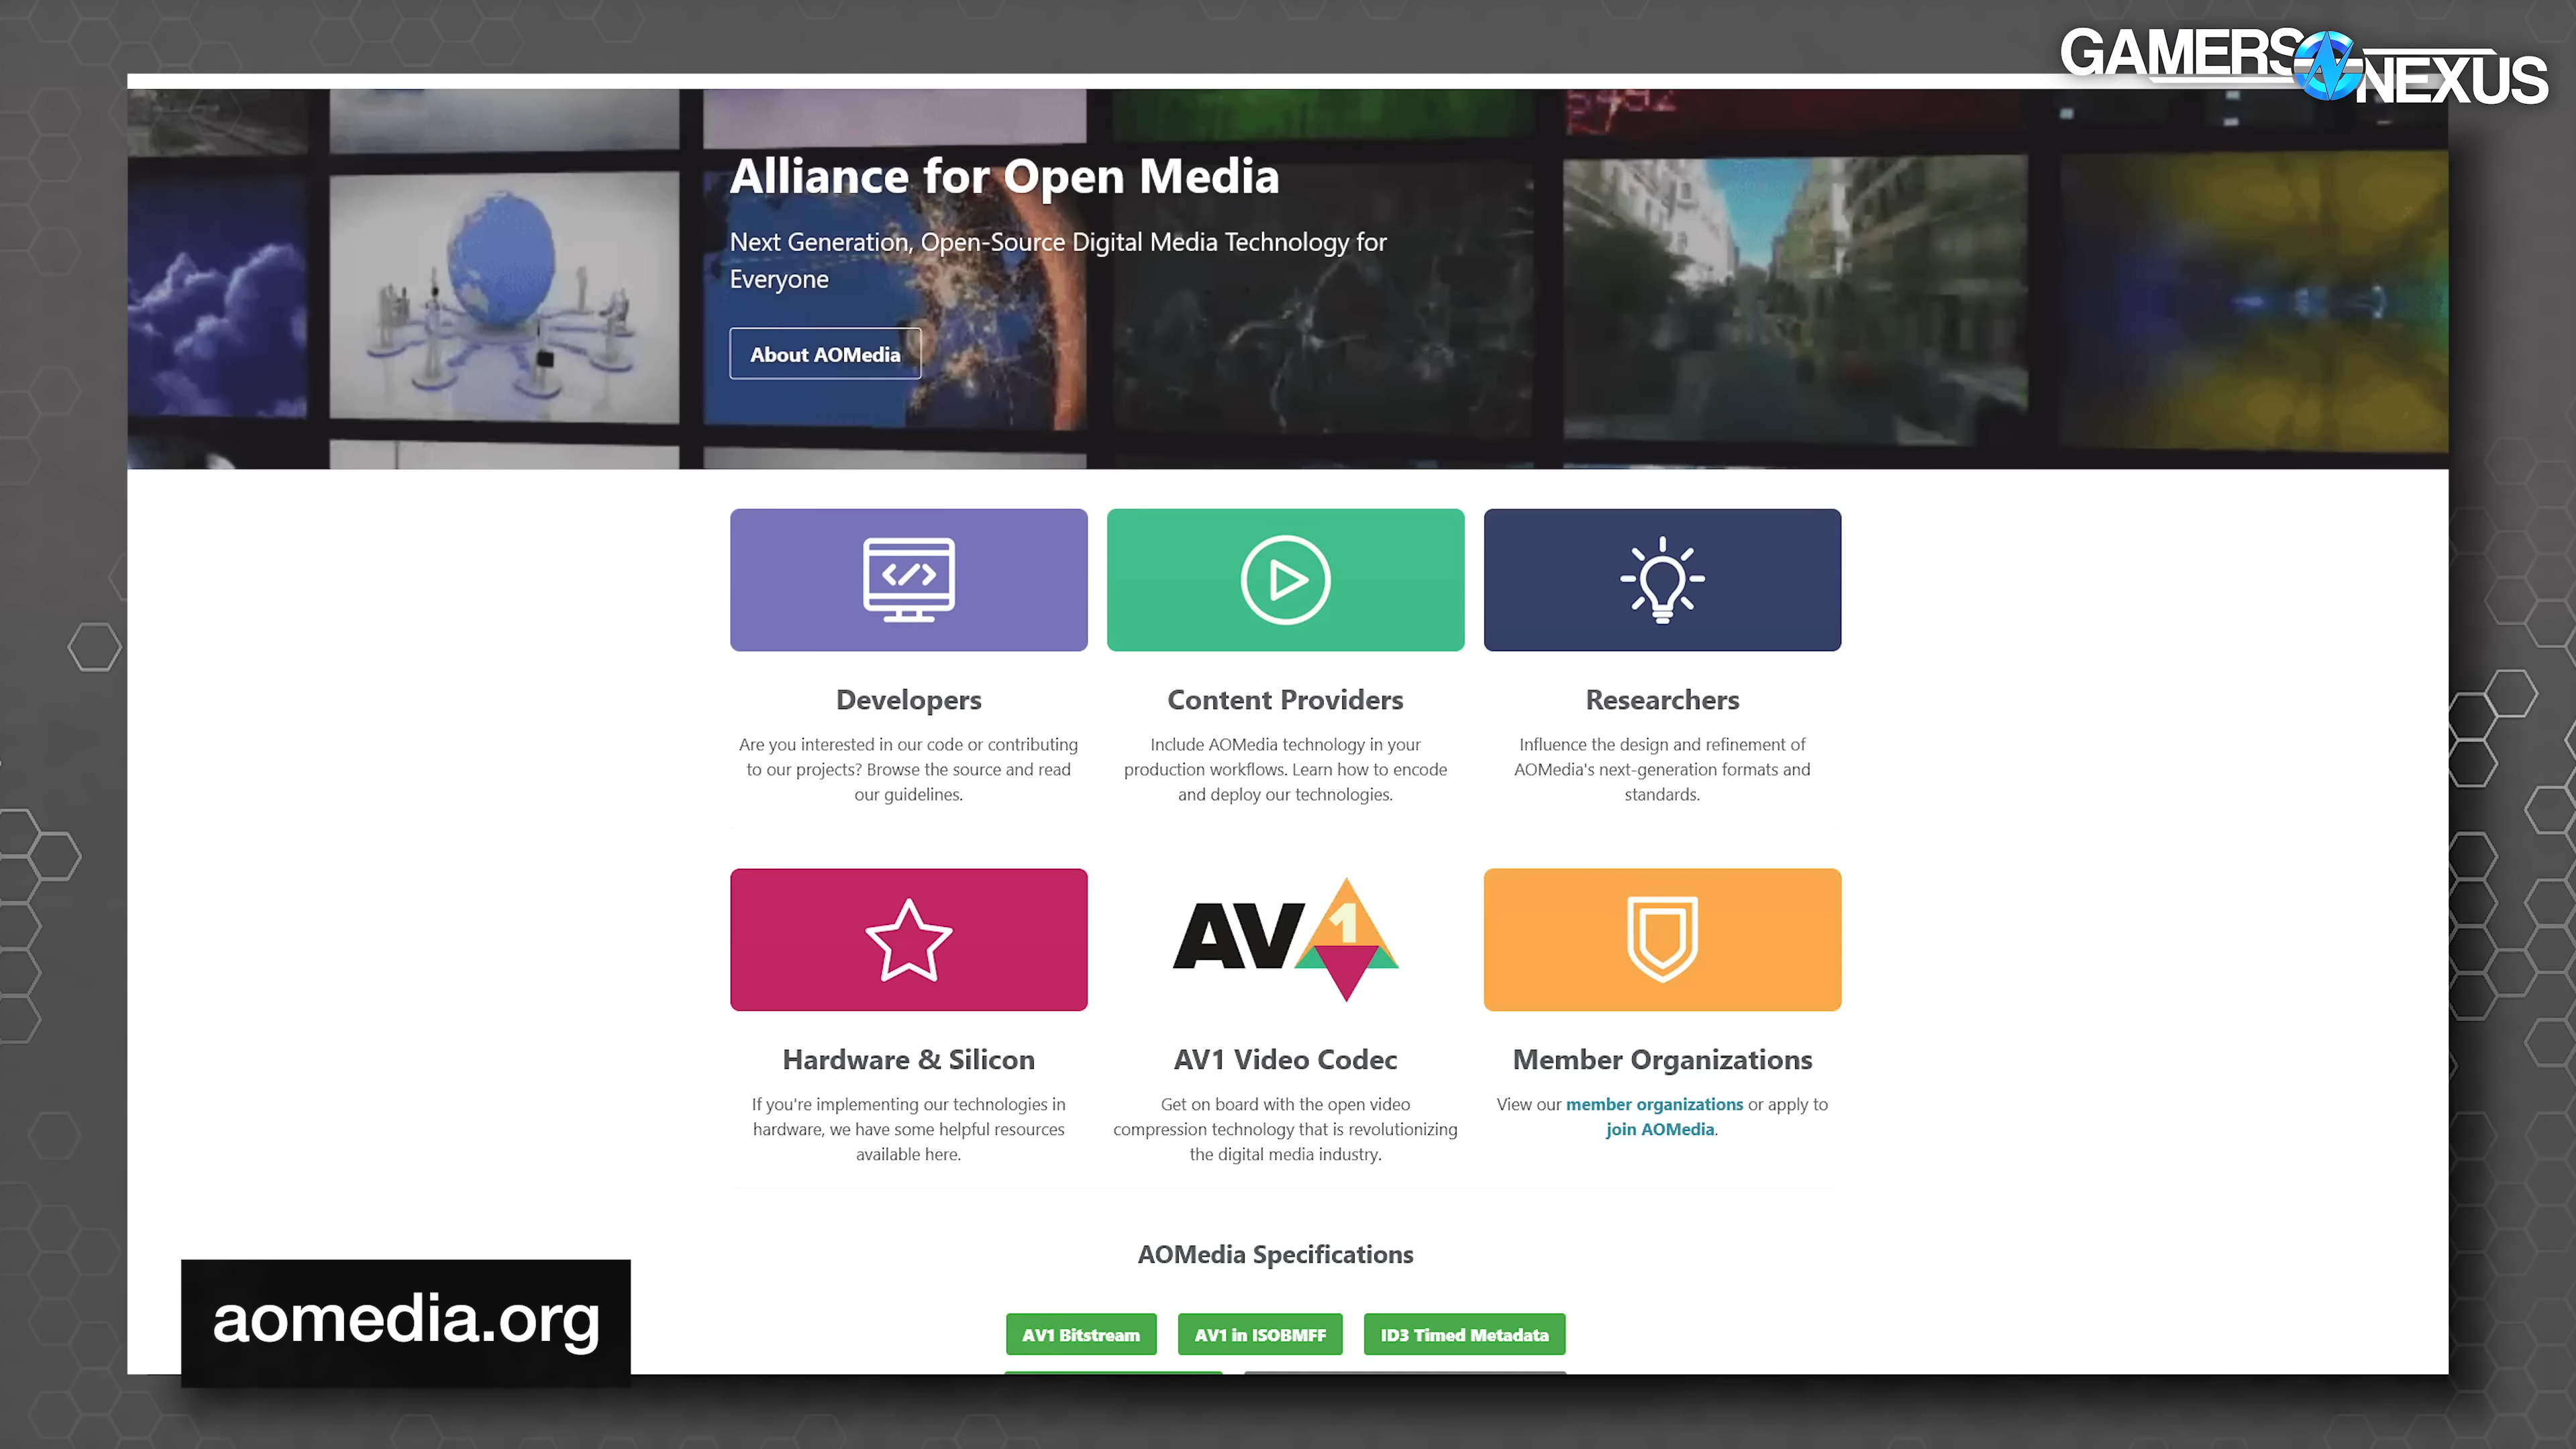 GAMERS NEXUS
Alliance for Open Media
Next Generation, Open-Source Digital Media Technology for
Everyone
About AOMedia
Developers
Are you interested in our code or contributing
to our projects? Browse the source and read
our guidelines.
Content Providers
Include AOMedia technology in your
production workflows. Learn how to encode
and deploy our technologies.
Researchers
Influence the design and refinement of
AOMedia's next-generation formats and
standards.
Hardware & Silicon
If you're implementing our technologies in
hardware, we have some helpful resources
available here.
AV1
AV1 Video Codec
Get on board with the open video
compression technology that is revolutionizing
the digital media industry.
Member Organizations
View our member organizations or apply to
join AOMedia.
AOMedia Specifications
AV1 Bitstream
AV1 in ISOBMFF
ID3 Timed Metadata
aomedia.org